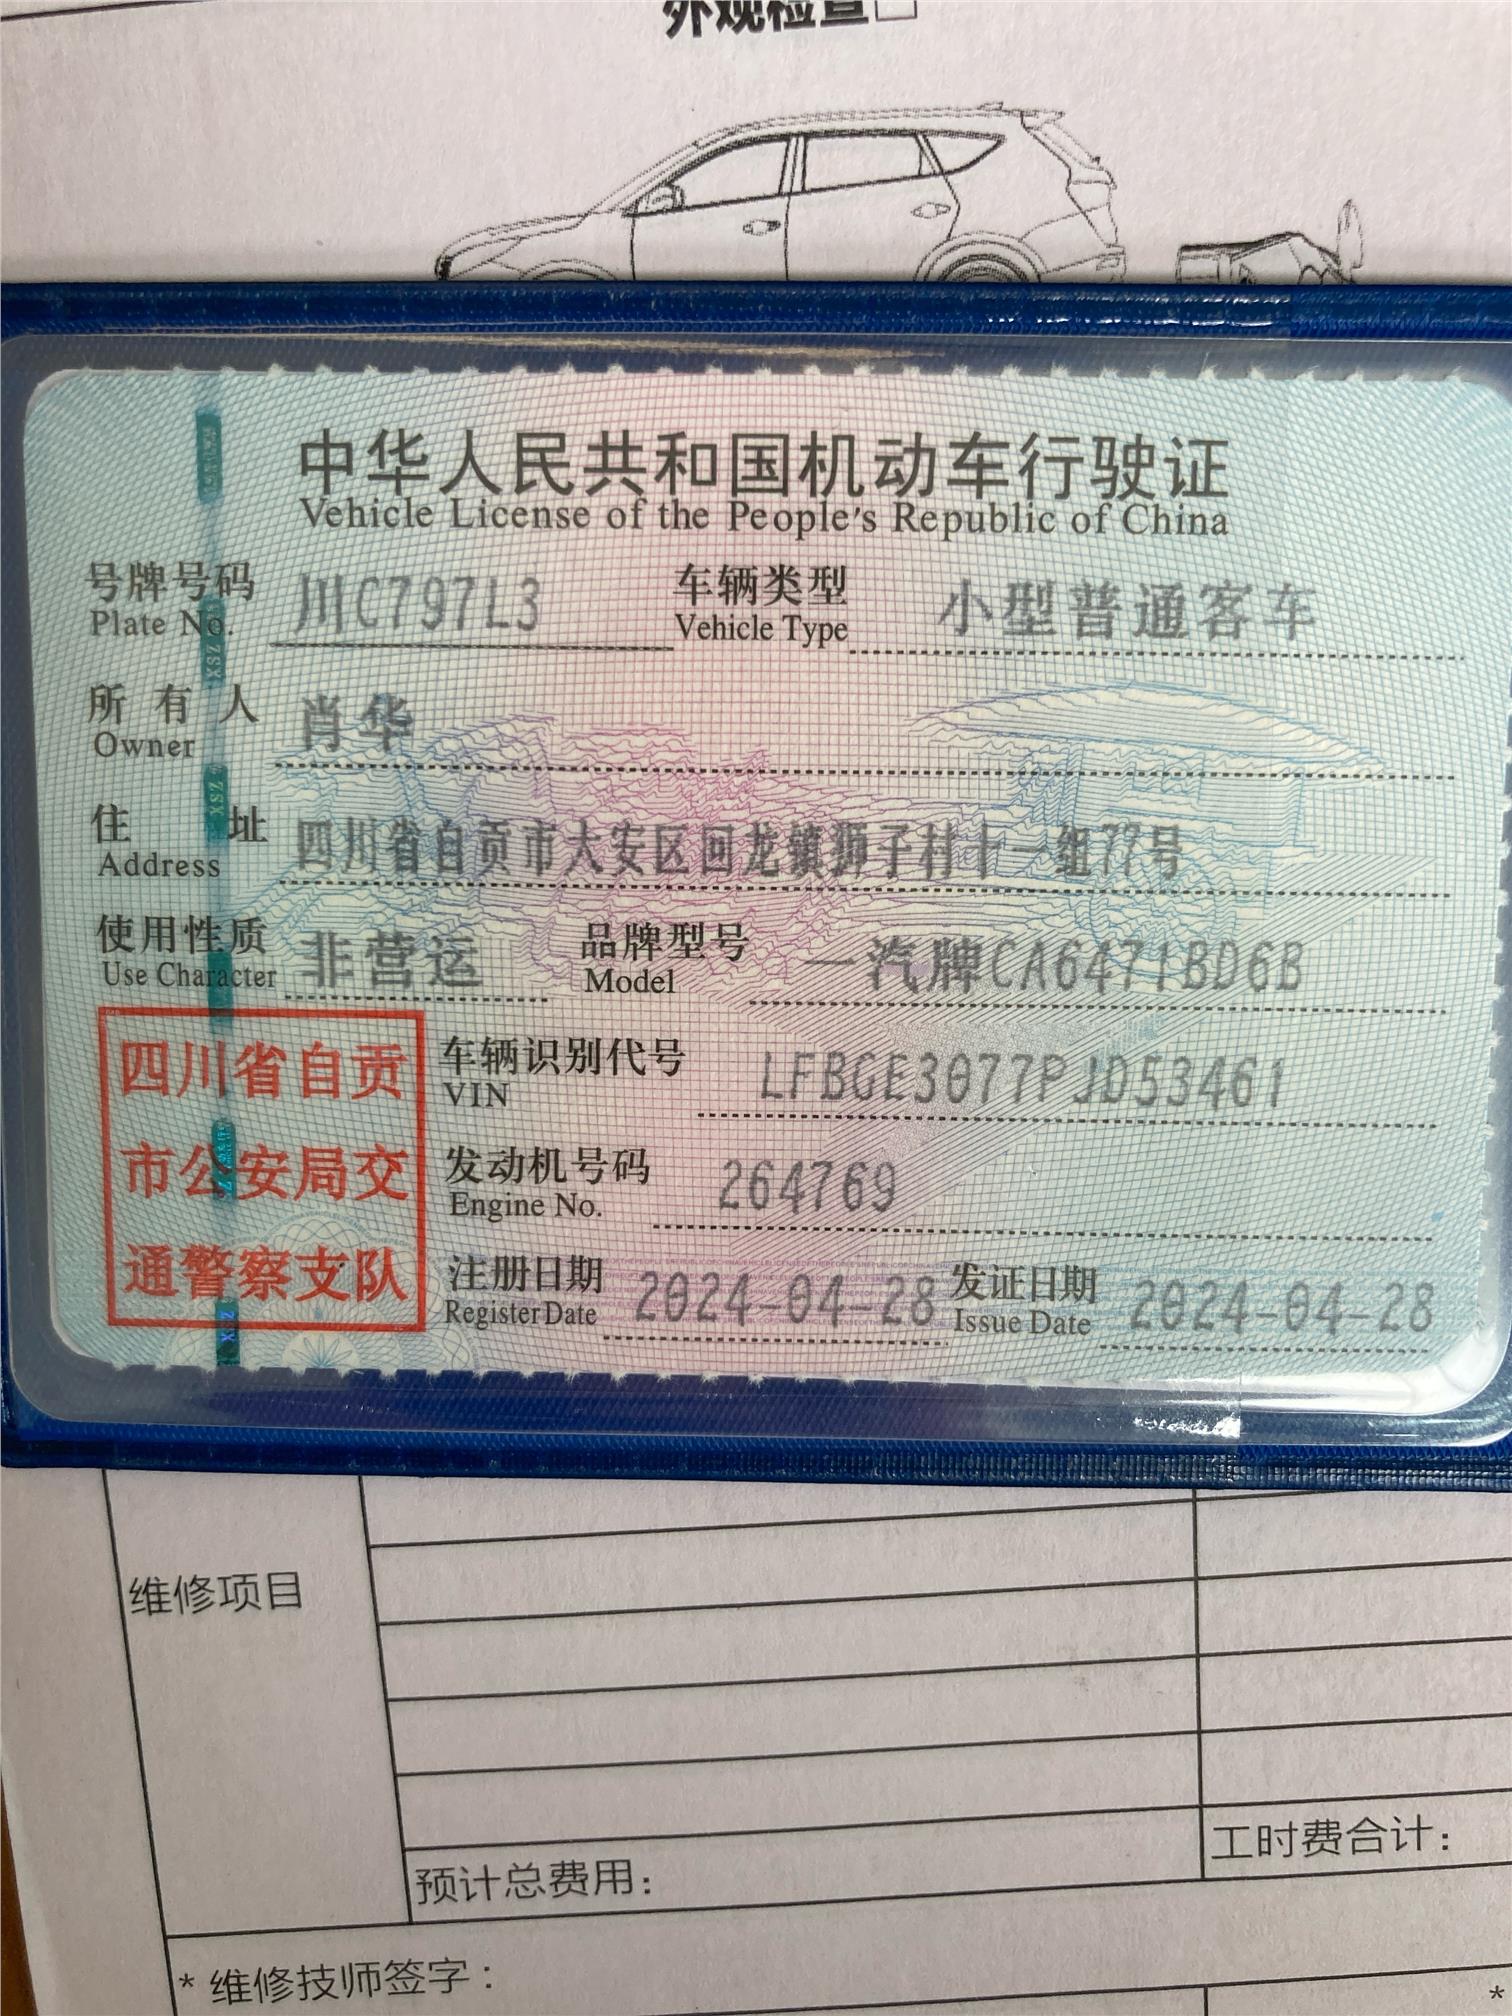 外观检查□
中华人民共和国机动车行驶证
Vehicle License of the People's Republic of China
号牌号码 川C797L3 车辆类型 小型普通客车
Plate No. Vehicle Type
所有人 肖华
Owner
住址 四川省自贡市大安区回龙镇狮子村十一组77号
Address
使用性质 非营运 品牌型号 一汽牌CA6471BD6B
Use Character Model
四川省自贡
市公安局交
通警察支队
车辆识别代号 LFBGE3077PJD53461
VIN
发动机号码 264769
Engine No.
注册日期 2024-04-28 发证日期 2024-04-28
Register Date Issue Date
维修项目
工时费合计：
预计总费用：
* 维修技师签字：
*